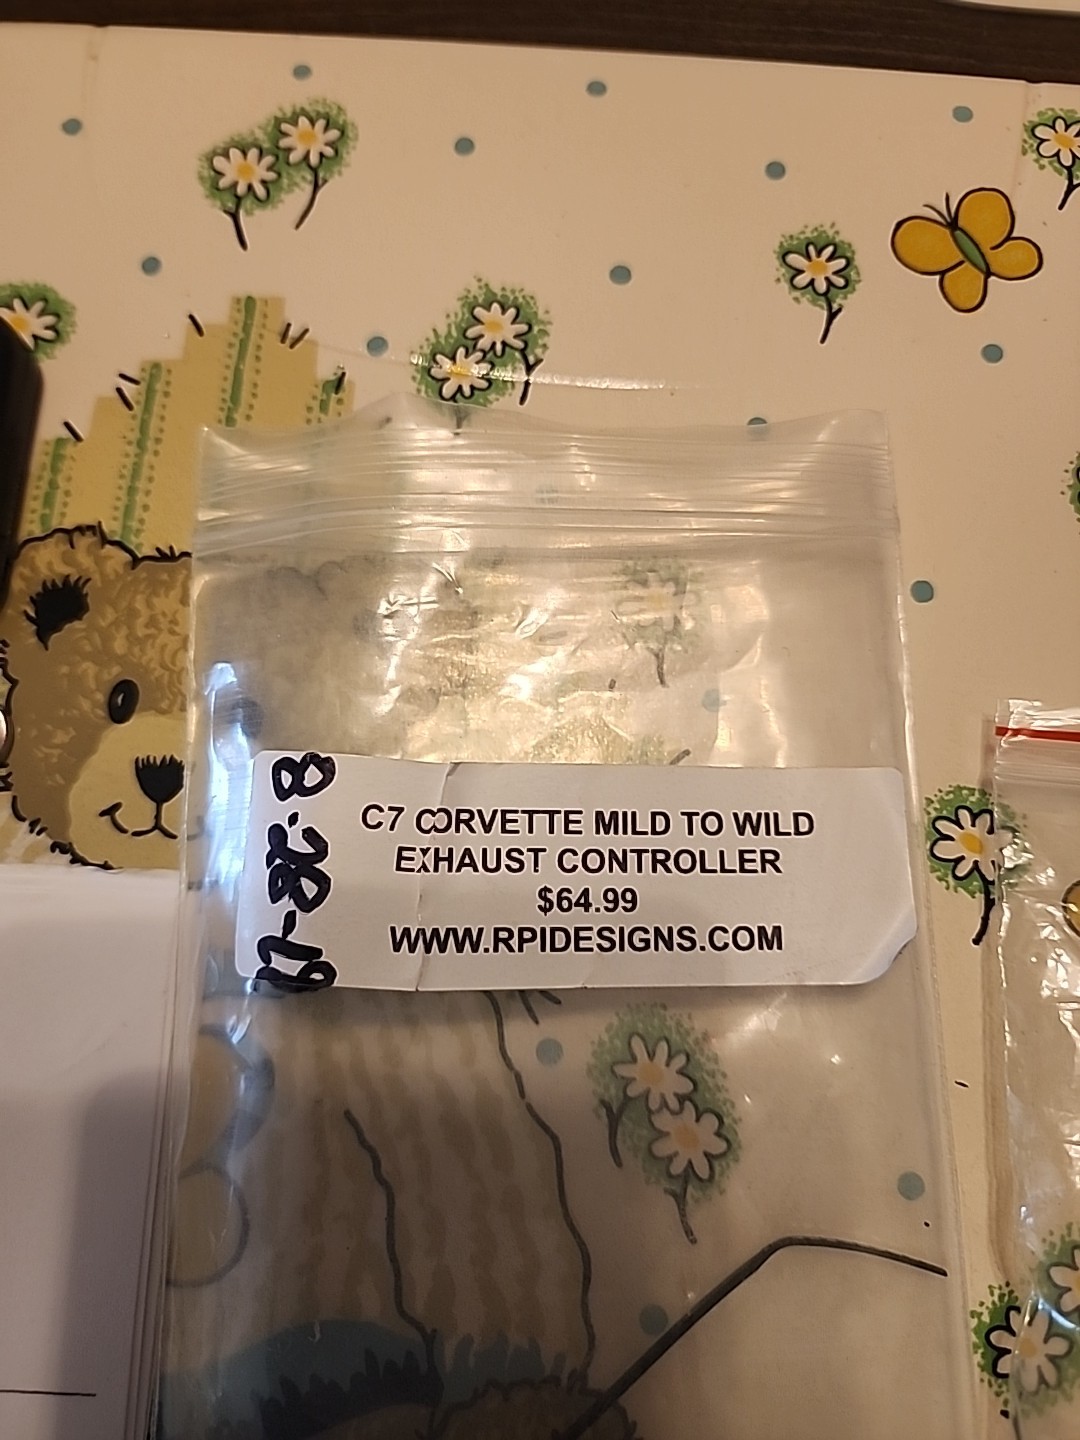 C7 CORVETTE MILD TO WILD
EXHAUST CONTROLLER
$64.99
WWW.RPIDESIGNS.COM